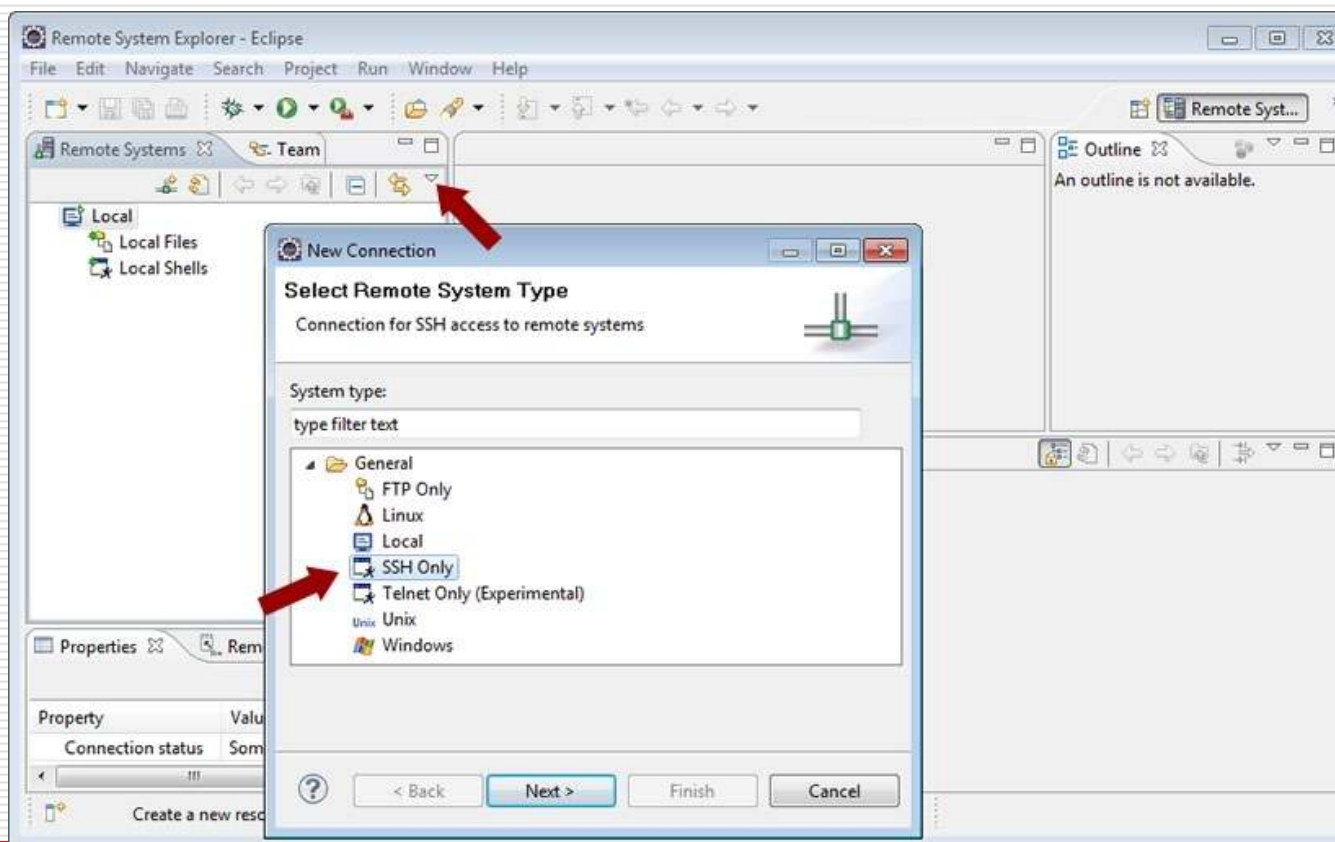 Remote System Explorer - Eclipse
File Edit Navigate Search Project Run Window Help
Remote Syst...
Remote Systems
Team
Outline
An outline is not available.
Local
Local Files
Local Shells
New Connection
Select Remote System Type
Connection for SSH access to remote systems
System type:
type filter text
General
FTP Only
Linux
Local
SSH Only
Telnet Only (Experimental)
Unix Unix
Windows
Properties
Rem
Property Valu
Connection status Som
Create a new reso
? < Back Next > Finish Cancel